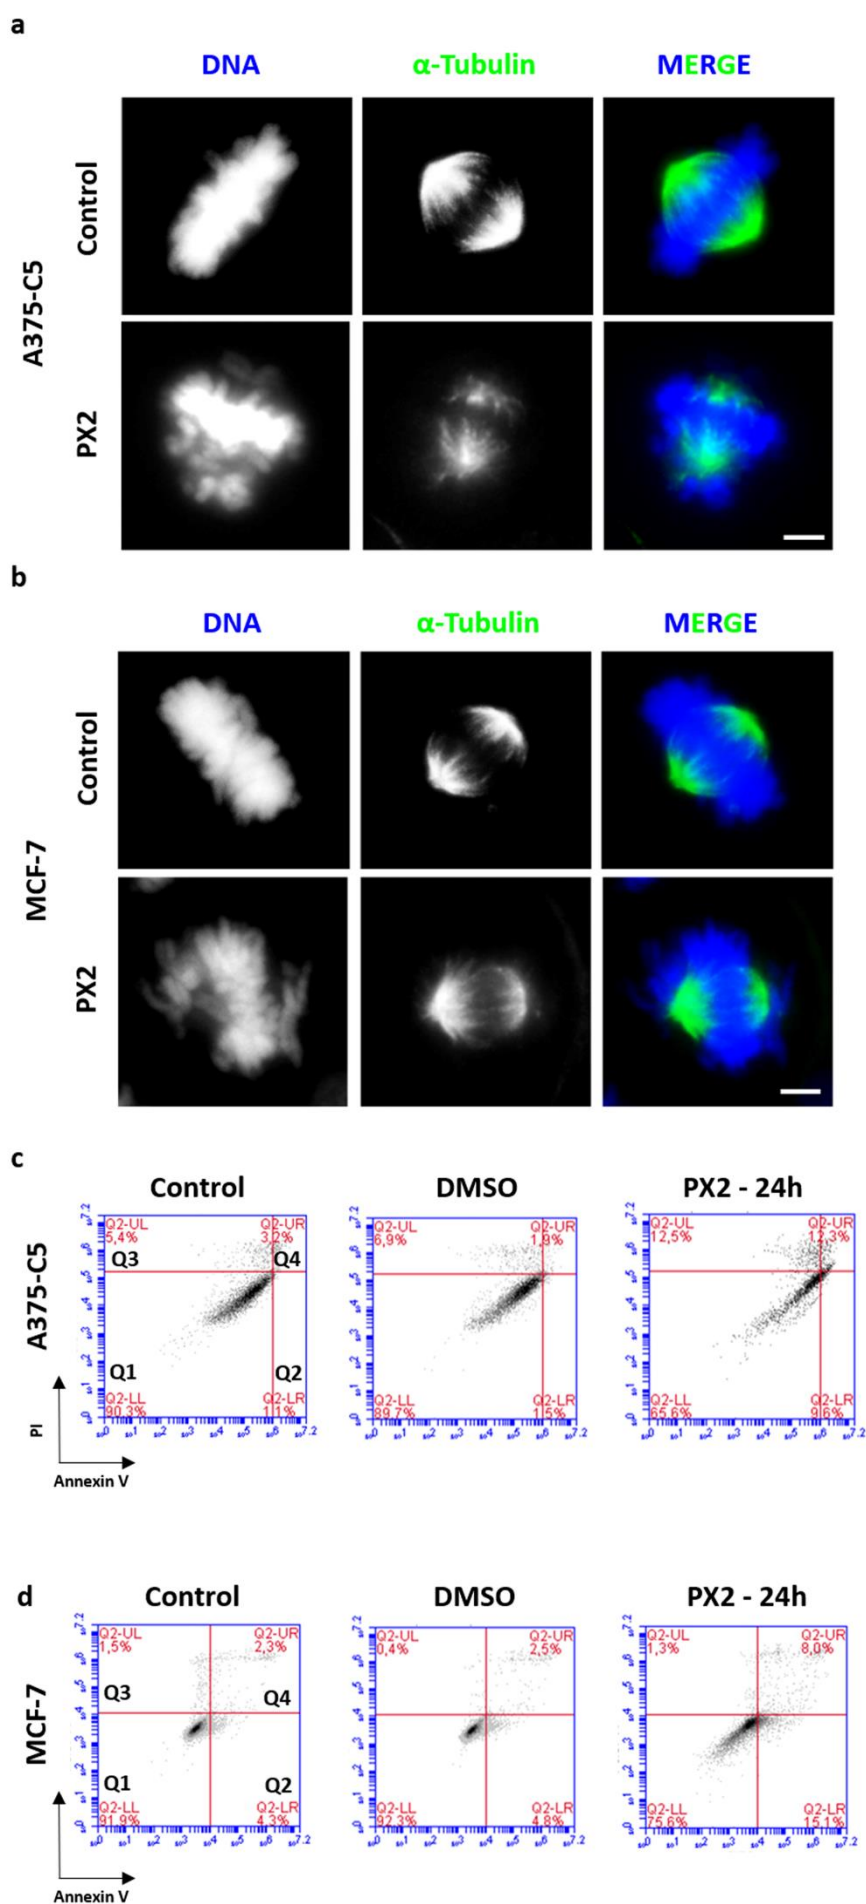 a
DNA α-Tubulin MERGE
A375-C5
Control
PX2
b
DNA α-Tubulin MERGE
MCF-7
Control
PX2
c
Control DMSO PX2 - 24h
A375-C5
Q2-UL Q2-UR Q2-UL Q2-UR Q2-UL Q2-UR
5,4% 3,2% 6,9% 1,9% 12,5% 12,3%
Q3 Q4
Q1 Q2
Q2-LL Q2-LR Q2-LL Q2-LR Q2-LL Q2-LR
90,3% 1,1% 89,7% 1,5% 65,6% 9,6%
PI
Annexin V
d
Control DMSO PX2 - 24h
MCF-7
Q2-UL Q2-UR Q2-UL Q2-UR Q2-UL Q2-UR
1,5% 2,3% 0,4% 2,5% 1,3% 8,0%
Q3 Q4
Q1 Q2
Q2-LL Q2-LR Q2-LL Q2-LR Q2-LL Q2-LR
91,9% 4,3% 92,3% 4,8% 75,6% 15,1%
Annexin V